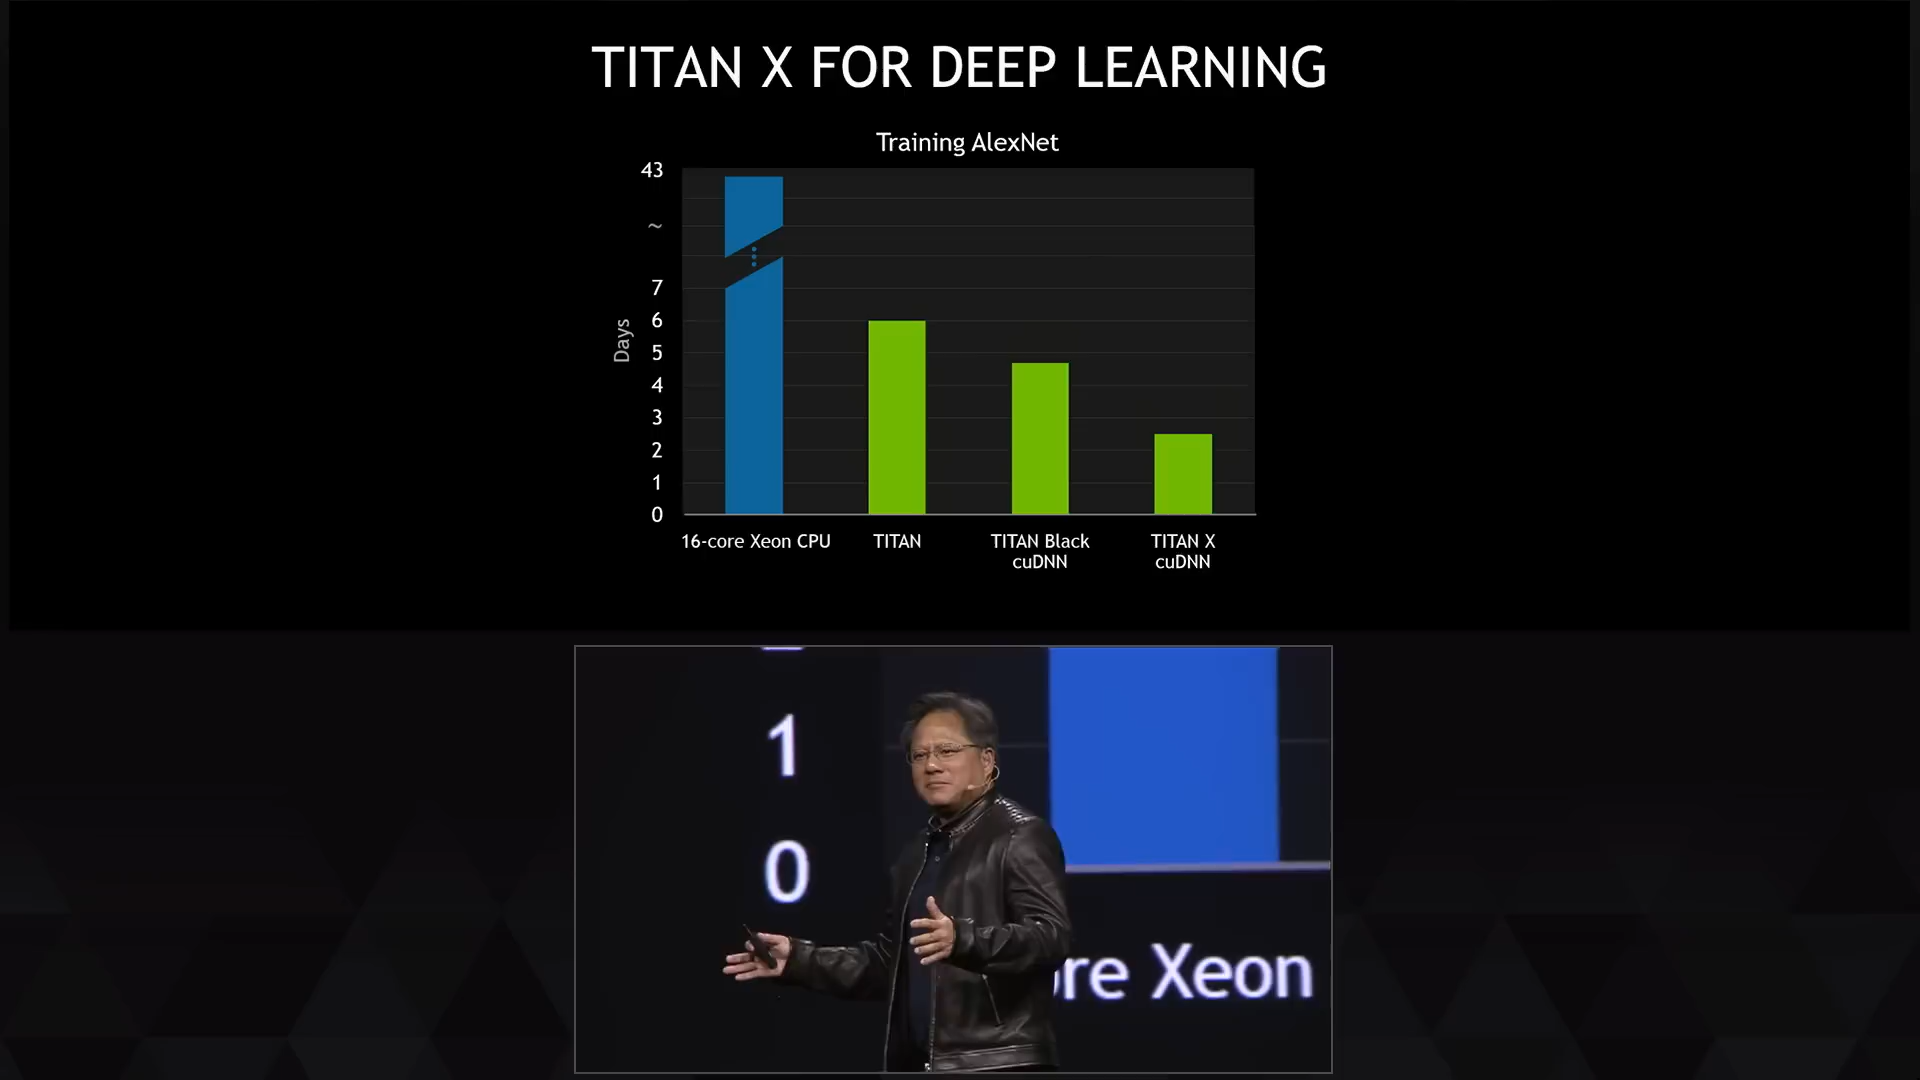 TITAN X FOR DEEP LEARNING
Training AlexNet
43
~
7
6
5
4
3
2
1
0
Days
16-core Xeon CPU
TITAN
TITAN Black
cuDNN
TITAN X
cuDNN
1
0
ore Xeon